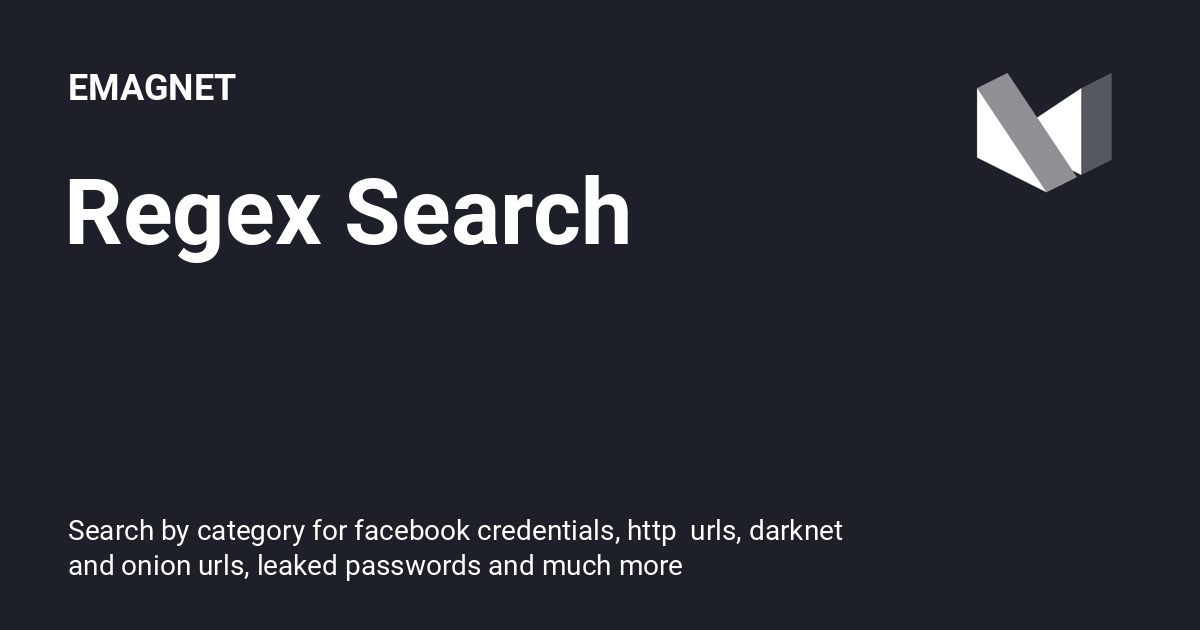 EMAGNET
Regex Search
Search by category for facebook credentials, http  urls, darknet
and onion urls, leaked passwords and much more